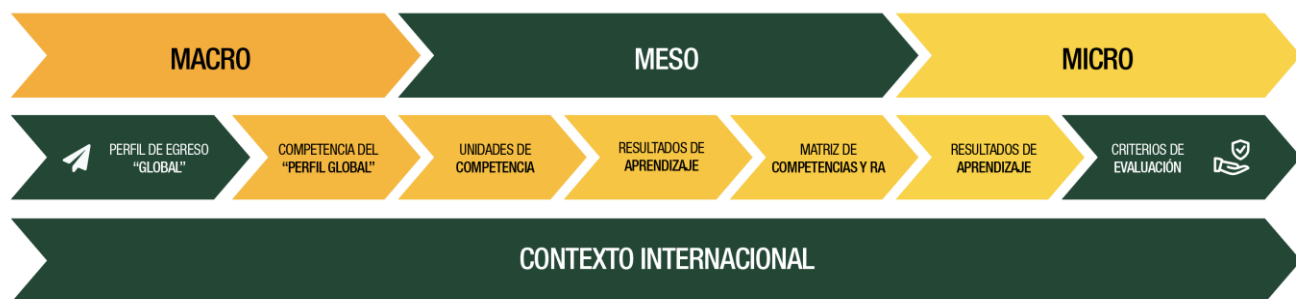 MACRO
MESO
MICRO
PERFIL DE EGRESO
“GLOBAL”
COMPETENCIA DEL
“PERFIL GLOBAL”
UNIDADES DE
COMPETENCIA
RESULTADOS DE
APRENDIZAJE
MATRIZ DE
COMPETENCIAS Y RA
RESULTADOS DE
APRENDIZAJE
CRITERIOS DE
EVALUACIÓN
CONTEXTO INTERNACIONAL